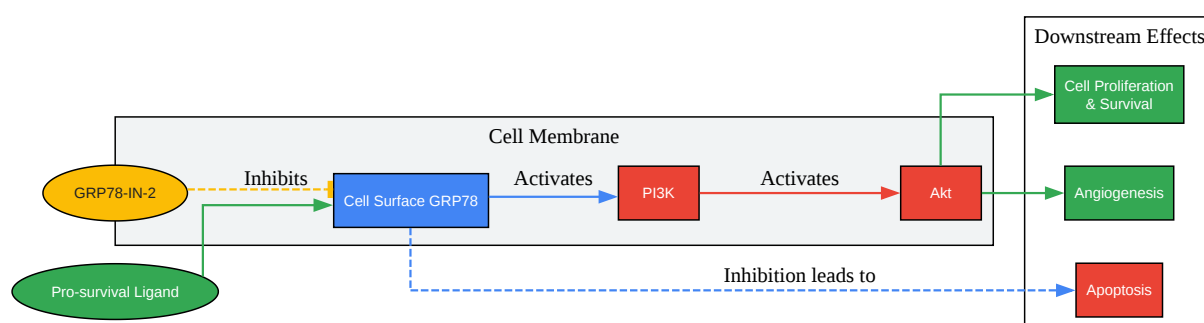 Downstream Effects
Cell Proliferation
& Survival
Cell Membrane
GRP78-IN-2
Inhibits
Cell Surface GRP78
Activates
PI3K
Activates
Akt
Angiogenesis
Pro-survival Ligand
Inhibition leads to
Apoptosis